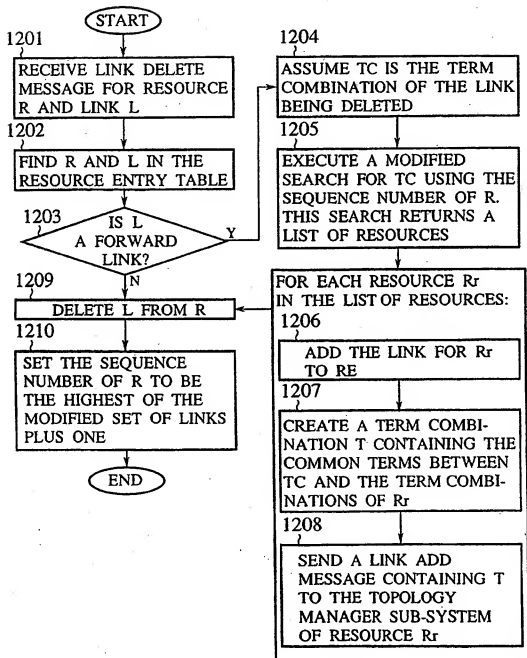 START
1201
RECEIVE LINK DELETE
MESSAGE FOR RESOURCE
R AND LINK L
1202
FIND R AND L IN THE
RESOURCE ENTRY TABLE
1203
IS L
A FORWARD
LINK?
Y
N
1209
DELETE L FROM R
1210
SET THE SEQUENCE
NUMBER OF R TO BE
THE HIGHEST OF THE
MODIFIED SET OF LINKS
PLUS ONE
END
1204
ASSUME TC IS THE TERM
COMBINATION OF THE LINK
BEING DELETED
1205
EXECUTE A MODIFIED
SEARCH FOR TC USING THE
SEQUENCE NUMBER OF R.
THIS SEARCH RETURNS A
LIST OF RESOURCES
FOR EACH RESOURCE Rr
IN THE LIST OF RESOURCES:
1206
ADD THE LINK FOR Rr
TO RE
1207
CREATE A TERM COMBI-
NATION T CONTAINING THE
COMMON TERMS BETWEEN
TC AND THE TERM COMBI-
NATIONS OF Rr
1208
SEND A LINK ADD
MESSAGE CONTAINING T
TO THE TOPOLOGY
MANAGER SUB-SYSTEM
OF RESOURCE Rr